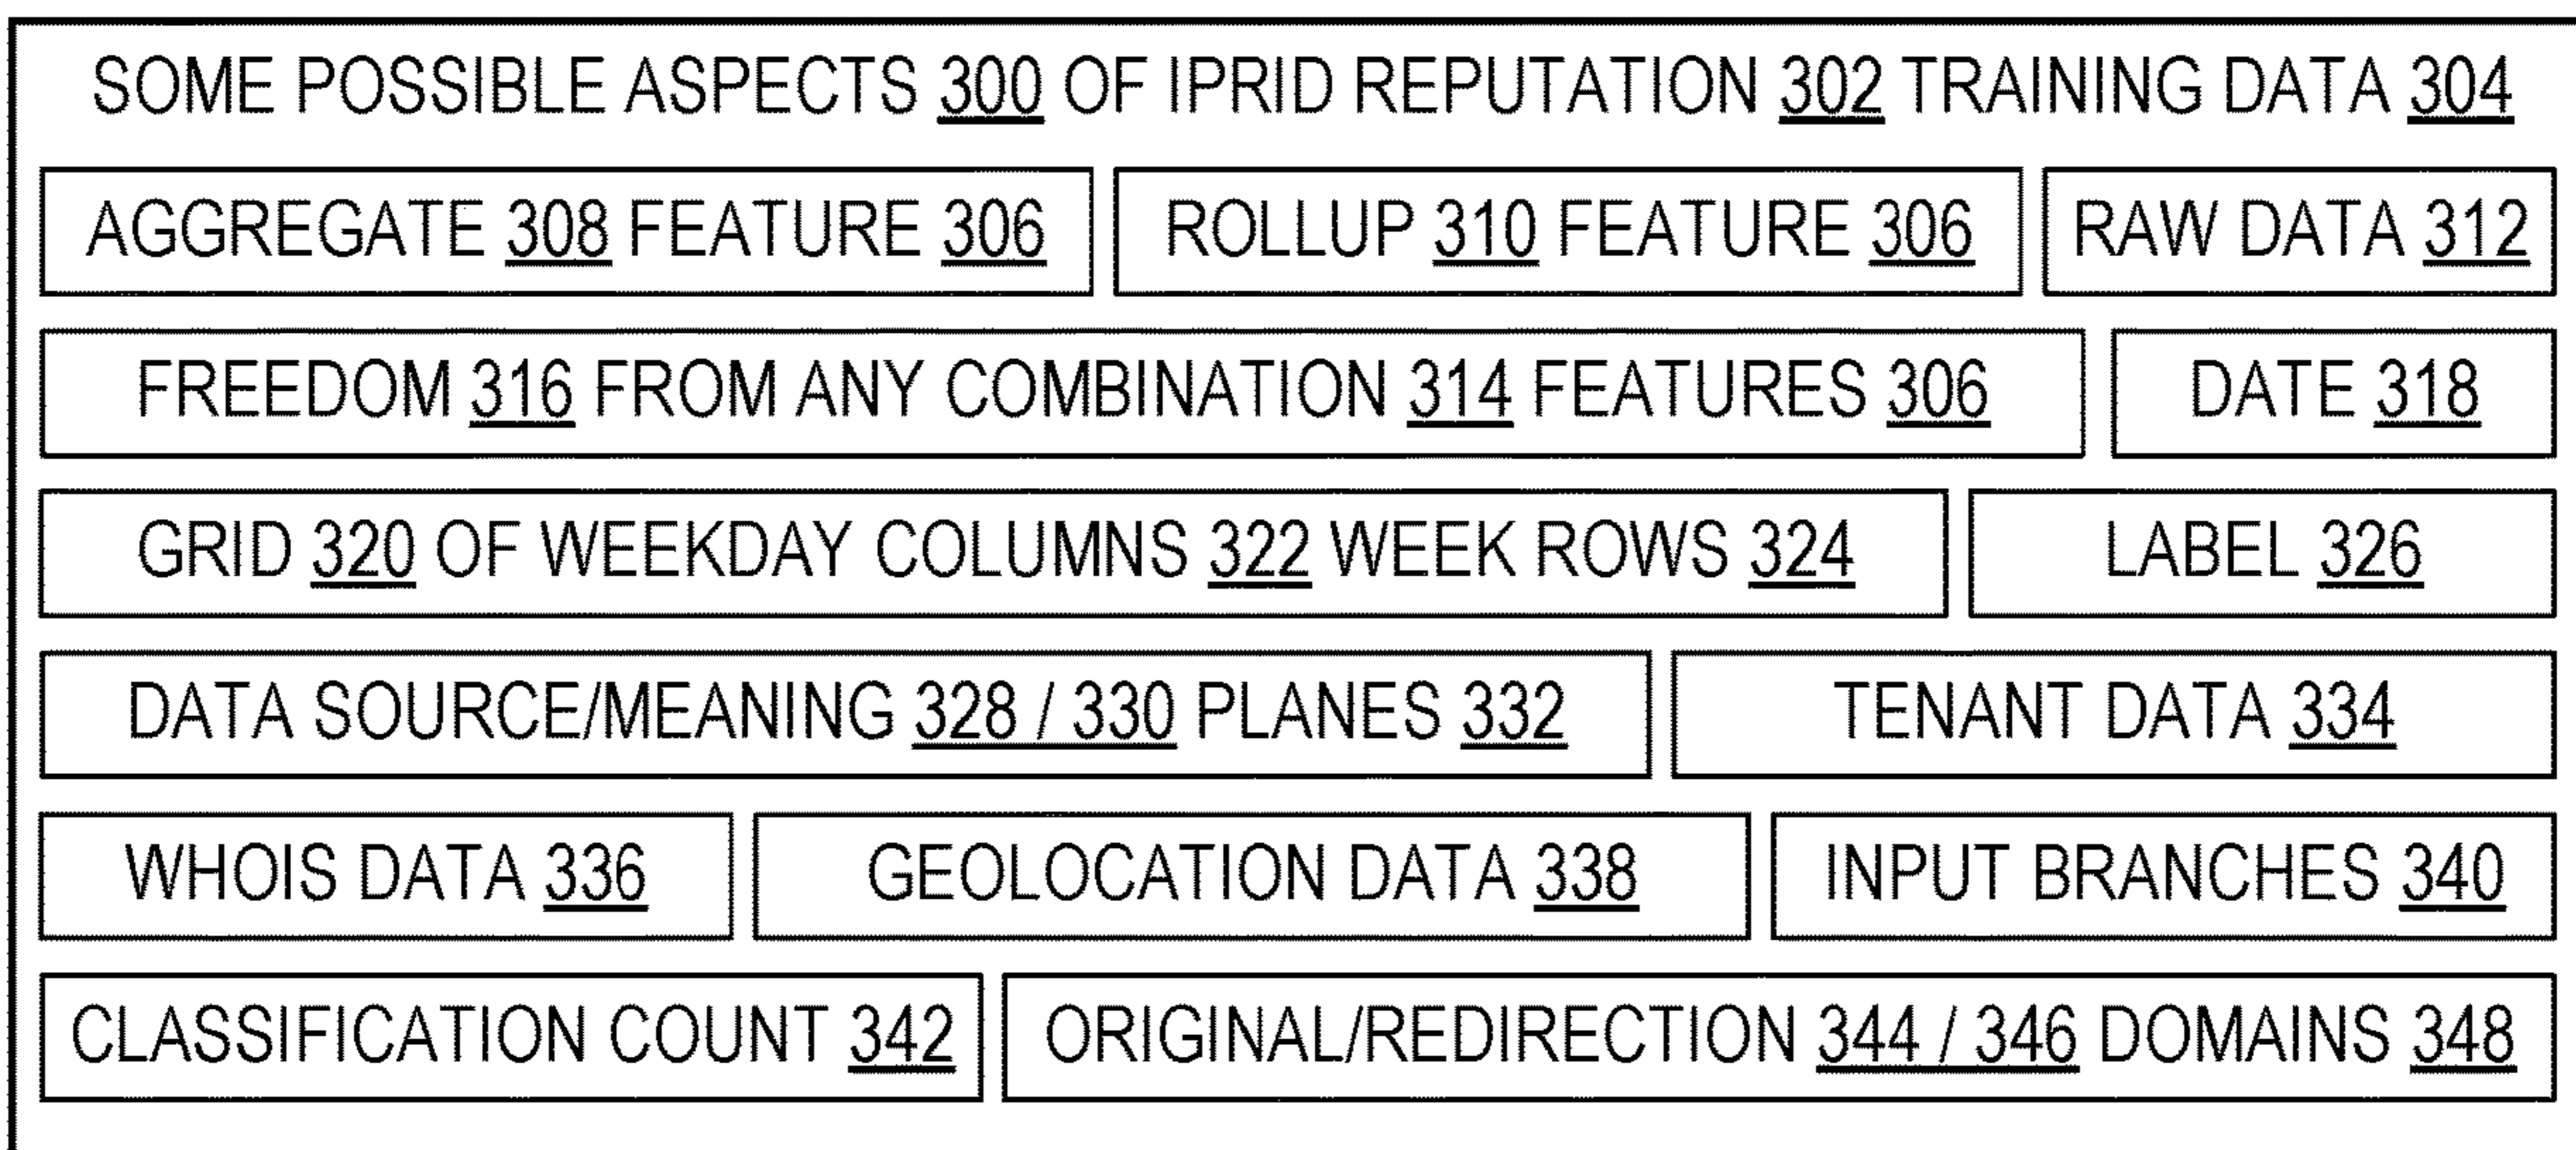 SOME POSSIBLE ASPECTS 300 OF IPRID REPUTATION 302 TRAINING DATA 304
AGGREGATE 308 FEATURE 306 ROLLUP 310 FEATURE 306 RAW DATA 312
FREEDOM 316 FROM ANY COMBINATION 314 FEATURES 306 DATE 318
GRID 320 OF WEEKDAY COLUMNS 322 WEEK ROWS 324 LABEL 326
DATA SOURCE/MEANING 328 / 330 PLANES 332 TENANT DATA 334
WHOIS DATA 336 GEOLOCATION DATA 338 INPUT BRANCHES 340
CLASSIFICATION COUNT 342 ORIGINAL/REDIRECTION 344 / 346 DOMAINS 348